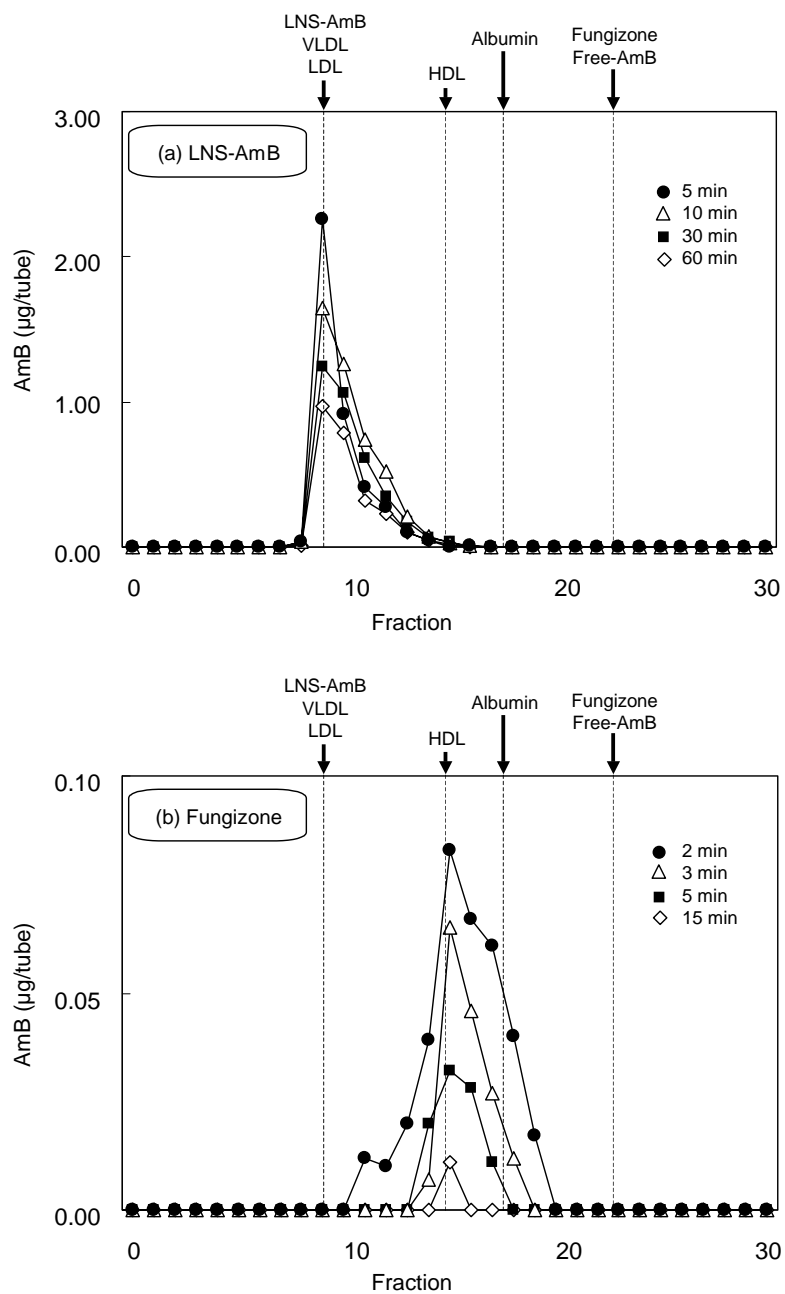 LNS-AmB
VLDL
LDL
HDL
Albumin
Fungizone
Free-AmB
3.00
2.00
1.00
0.00
AmB (µg/tube)
(a) LNS-AmB
5 min
10 min
30 min
60 min
0 10 20 30
Fraction
LNS-AmB
VLDL
LDL
HDL
Albumin
Fungizone
Free-AmB
0.10
0.05
0.00
AmB (µg/tube)
(b) Fungizone
2 min
3 min
5 min
15 min
0 10 20 30
Fraction